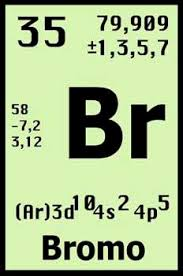 35 79,909
±1,3,5,7
58
-7,2
3,12
Br
(Ar)3d¹⁰4s²4p⁵
Bromo